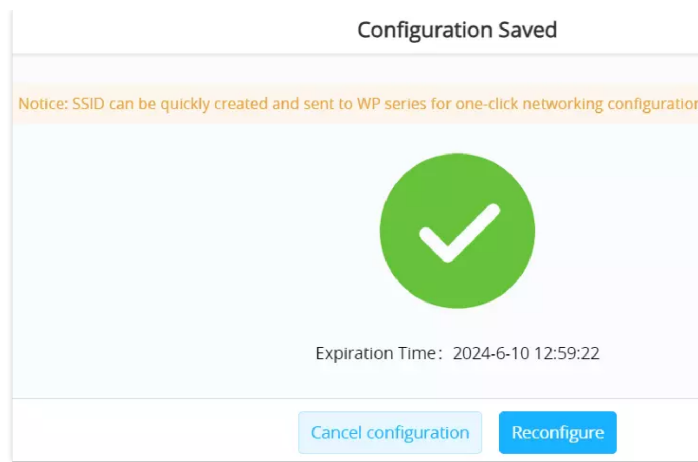 Configuration Saved
Notice: SSID can be quickly created and sent to WP series for one-click networking configuration
Expiration Time: 2024-6-10 12:59:22
Cancel configuration
Reconfigure